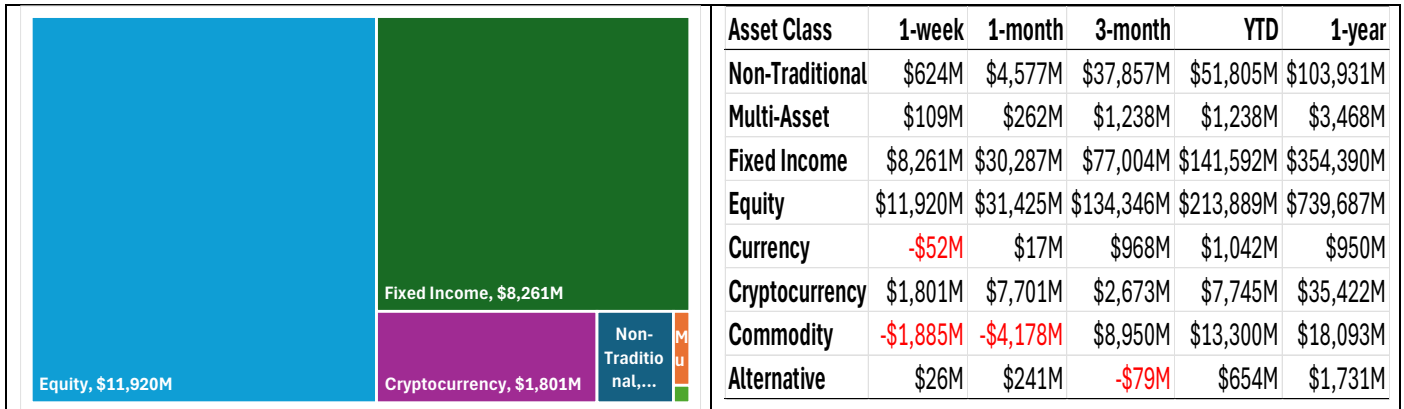 Fixed Income, $8,261M
Equity, $11,920M
Cryptocurrency, $1,801M
Non-
Traditio
nal,...
M
u
Asset Class 1-week 1-month 3-month YTD 1-year
Non-Traditional $624M $4,577M $37,857M $51,805M $103,931M
Multi-Asset $109M $262M $1,238M $1,238M $3,468M
Fixed Income $8,261M $30,287M $77,004M $141,592M $354,390M
Equity $11,920M $31,425M $134,346M $213,889M $739,687M
Currency -$52M $17M $968M $1,042M $950M
Cryptocurrency $1,801M $7,701M $2,673M $7,745M $35,422M
Commodity -$1,885M -$4,178M $8,950M $13,300M $18,093M
Alternative $26M $241M -$79M $654M $1,731M